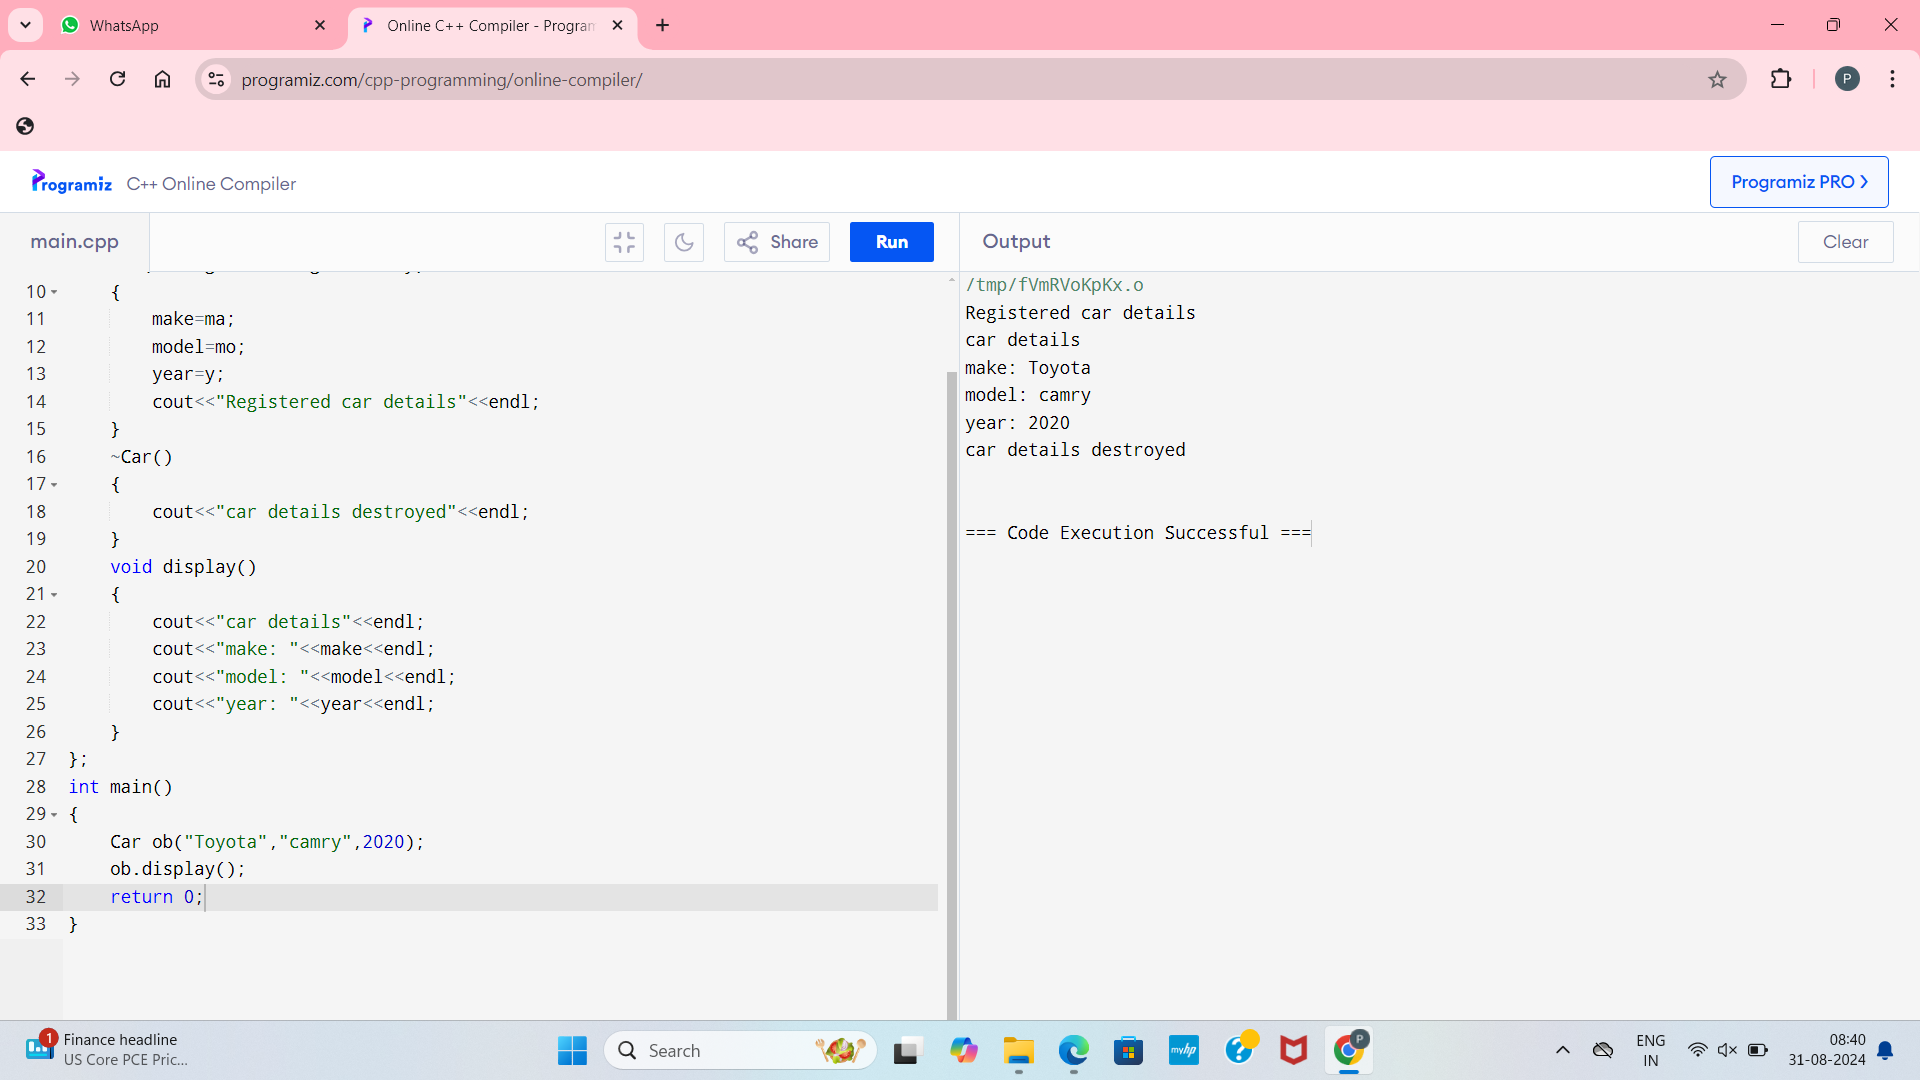 WhatsApp
Online C++ Compiler - Program
programiz.com/cpp-programming/online-compiler/
P
Programiz C++ Online Compiler
Programiz PRO
main.cpp
Share
Run
Output
Clear
10 {
11 make=ma;
12 model=mo;
13 year=y;
14 cout<<"Registered car details"<<endl;
15 }
16 ~Car()
17 {
18 cout<<"car details destroyed"<<endl;
19 }
20 void display()
21 {
22 cout<<"car details"<<endl;
23 cout<<"make: "<<make<<endl;
24 cout<<"model: "<<model<<endl;
25 cout<<"year: "<<year<<endl;
26 }
27 };
28 int main()
29 {
30 Car ob("Toyota","camry",2020);
31 ob.display();
32 return 0;
33 }
/tmp/fVmRVoKpKx.o
Registered car details
car details
make: Toyota
model: camry
year: 2020
car details destroyed
=== Code Execution Successful ===
1
Finance headline
US Core PCE Pric...
Search
myhp
P
ENG
IN
08:40
31-08-2024